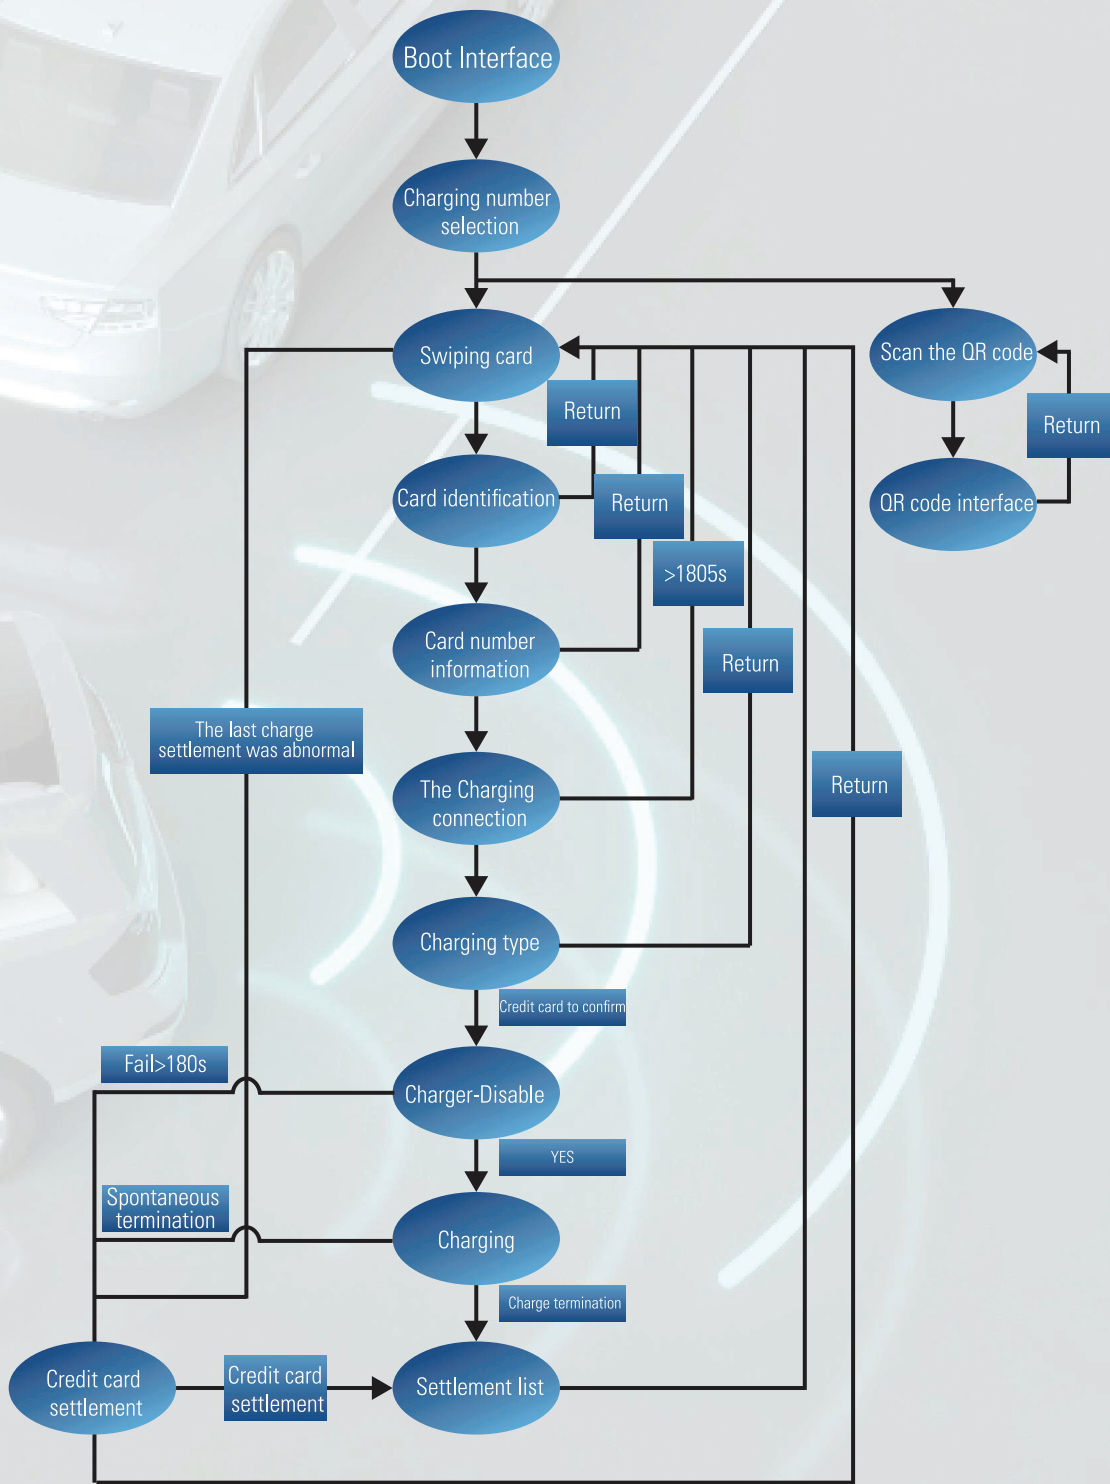 Boot Interface
Charging number
selection
Swiping card
Scan the QR code
Return
Return
Card identification
Return
QR code interface
>1805s
Card number
information
Return
The last charge
settlement was abnormal
The Charging
connection
Return
Charging type
Credit card to confirm
Fail>180s
Charger-Disable
YES
Spontaneous
termination
Charging
Charge termination
Credit card
settlement
Credit card
settlement
Settlement list